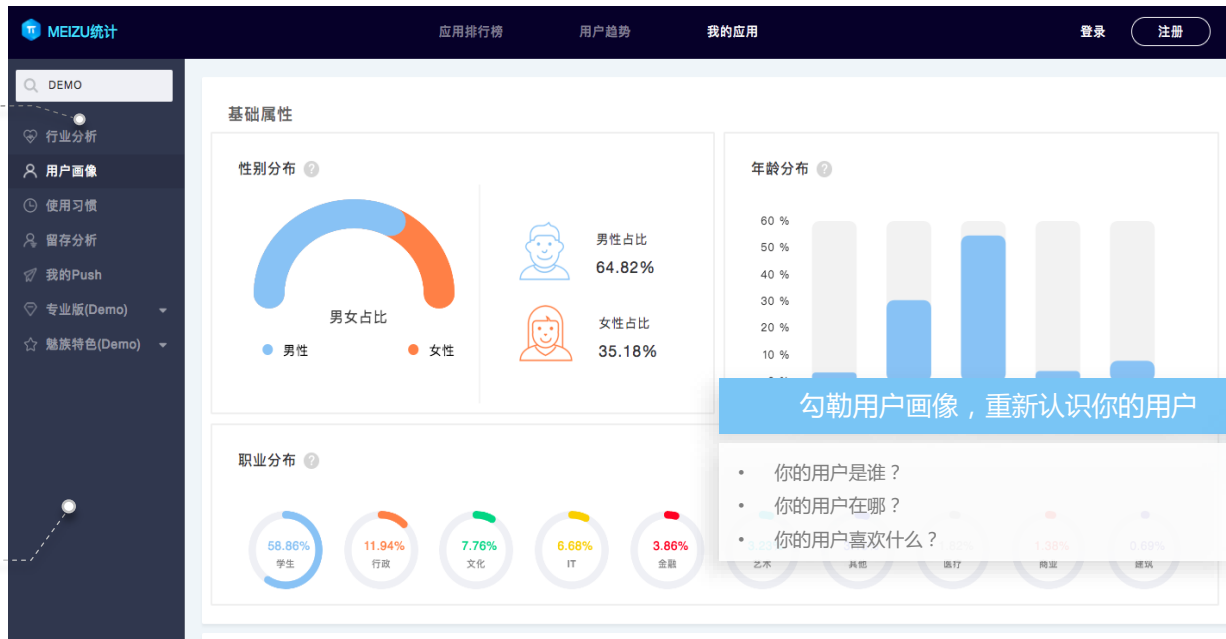 MEIZU统计
应用排行榜
用户趋势
我的应用
登录
注册
DEMO
行业分析
用户画像
使用习惯
留存分析
我的Push
专业版(Demo)
魅族特色(Demo)
基础属性
性别分布
男女占比
男性
女性
男性占比
64.82%
女性占比
35.18%
年龄分布
60 %
50 %
40 %
30 %
20 %
10 %
勾勒用户画像，重新认识你的用户
• 你的用户是谁？
• 你的用户在哪？
• 你的用户喜欢什么？
职业分布
58.86%
学生
11.94%
行政
7.76%
文化
6.68%
IT
3.86%
金融
艺术
其他
医疗
1.38%
商业
0.69%
建筑